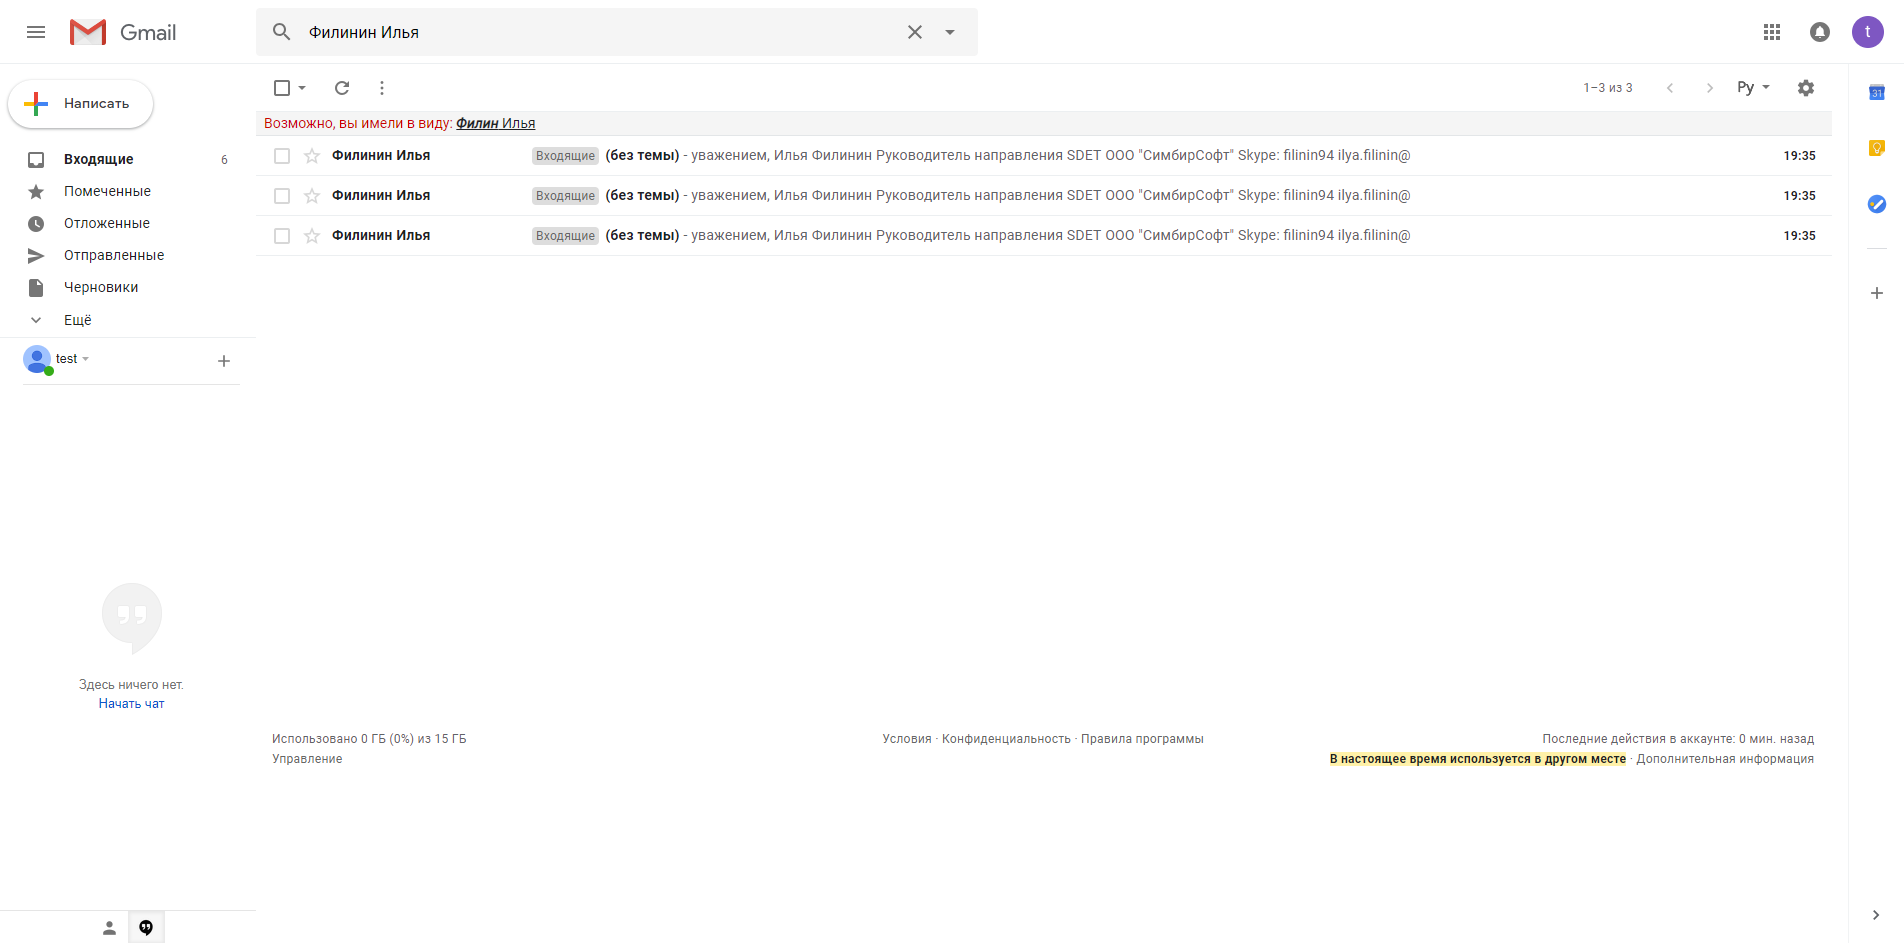 Gmail
Филинин Илья
t
Написать
1–3 из 3
Ру
31
Возможно, вы имели в виду: Филин Илья
Входящие 6
Помеченные
Отложенные
Отправленные
Черновики
Ещё
test
Филинин Илья Входящие (без темы) - уважением, Илья Филинин Руководитель направления SDET ООО "СимбирСофт" Skype: filinin94 ilya.filinin@ 19:35
Филинин Илья Входящие (без темы) - уважением, Илья Филинин Руководитель направления SDET ООО "СимбирСофт" Skype: filinin94 ilya.filinin@ 19:35
Филинин Илья Входящие (без темы) - уважением, Илья Филинин Руководитель направления SDET ООО "СимбирСофт" Skype: filinin94 ilya.filinin@ 19:35
Здесь ничего нет.
Начать чат
Использовано 0 ГБ (0%) из 15 ГБ
Управление
Условия · Конфиденциальность · Правила программы
Последние действия в аккаунте: 0 мин. назад
В настоящее время используется в другом месте · Дополнительная информация